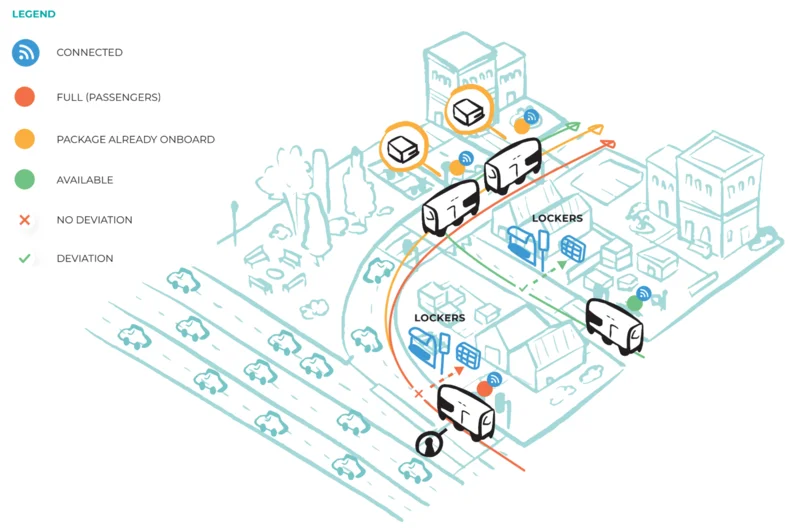 LEGEND
CONNECTED
FULL (PASSENGERS)
PACKAGE ALREADY ONBOARD
AVAILABLE
NO DEVIATION
DEVIATION
LOCKERS
LOCKERS